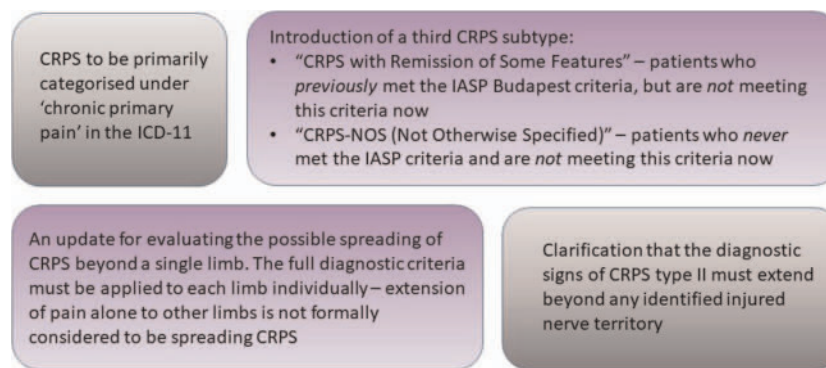 CRPS to be primarily
categorised under
‘chronic primary
pain’ in the ICD-11
Introduction of a third CRPS subtype:
• “CRPS with Remission of Some Features” – patients who
previously met the IASP Budapest criteria, but are not meeting
this criteria now
• “CRPS-NOS (Not Otherwise Specified)” – patients who never
met the IASP criteria and are not meeting this criteria now
An update for evaluating the possible spreading of
CRPS beyond a single limb. The full diagnostic criteria
must be applied to each limb individually – extension
of pain alone to other limbs is not formally
considered to be spreading CRPS
Clarification that the diagnostic
signs of CRPS type II must extend
beyond any identified injured
nerve territory